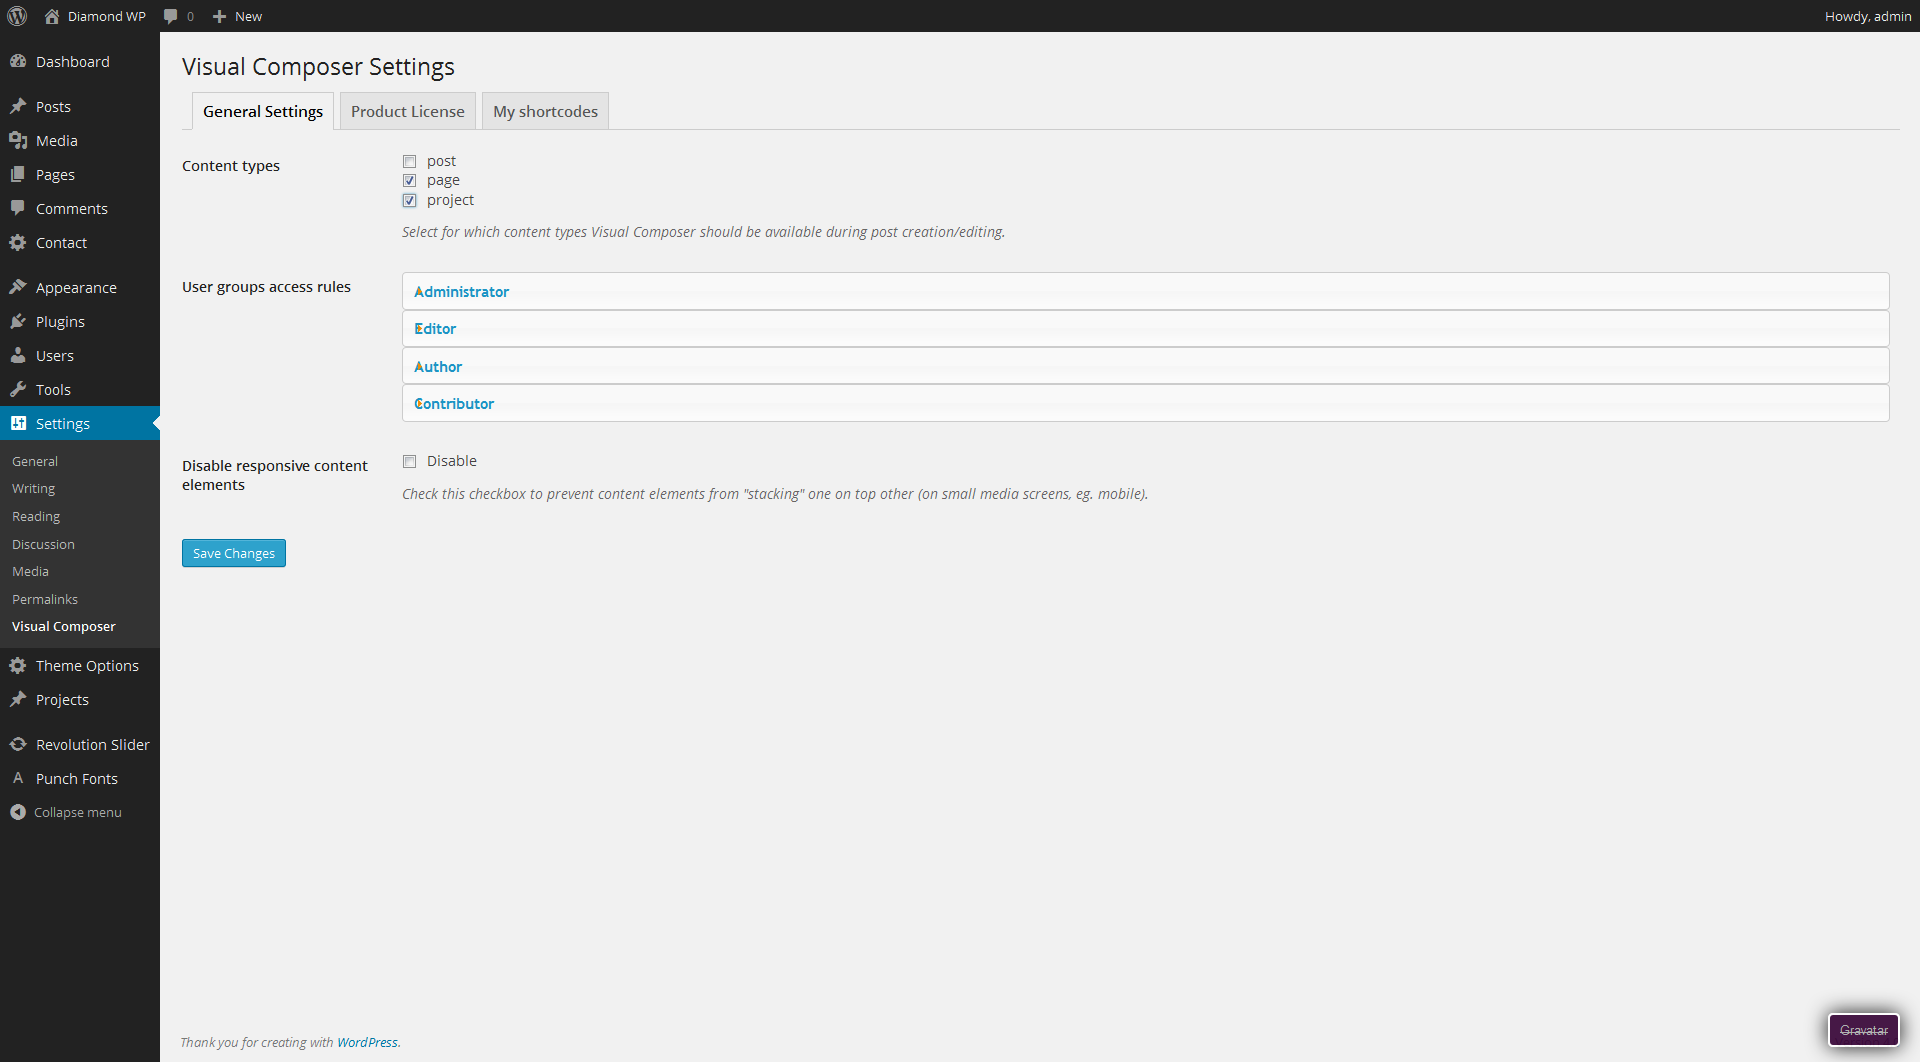 Diamond WP 0 New Howdy, admin
Dashboard
Posts
Media
Pages
Comments
Contact
Appearance
Plugins
Users
Tools
Settings
General
Writing
Reading
Discussion
Media
Permalinks
Visual Composer
Theme Options
Projects
Revolution Slider
Punch Fonts
Collapse menu
Visual Composer Settings
General Settings Product License My shortcodes
Content types
post
page
project
Select for which content types Visual Composer should be available during post creation/editing.
User groups access rules
Administrator
Editor
Author
Contributor
Disable responsive content
elements
Disable
Check this checkbox to prevent content elements from "stacking" one on top other (on small media screens, eg. mobile).
Save Changes
Thank you for creating with WordPress.
Gravatar